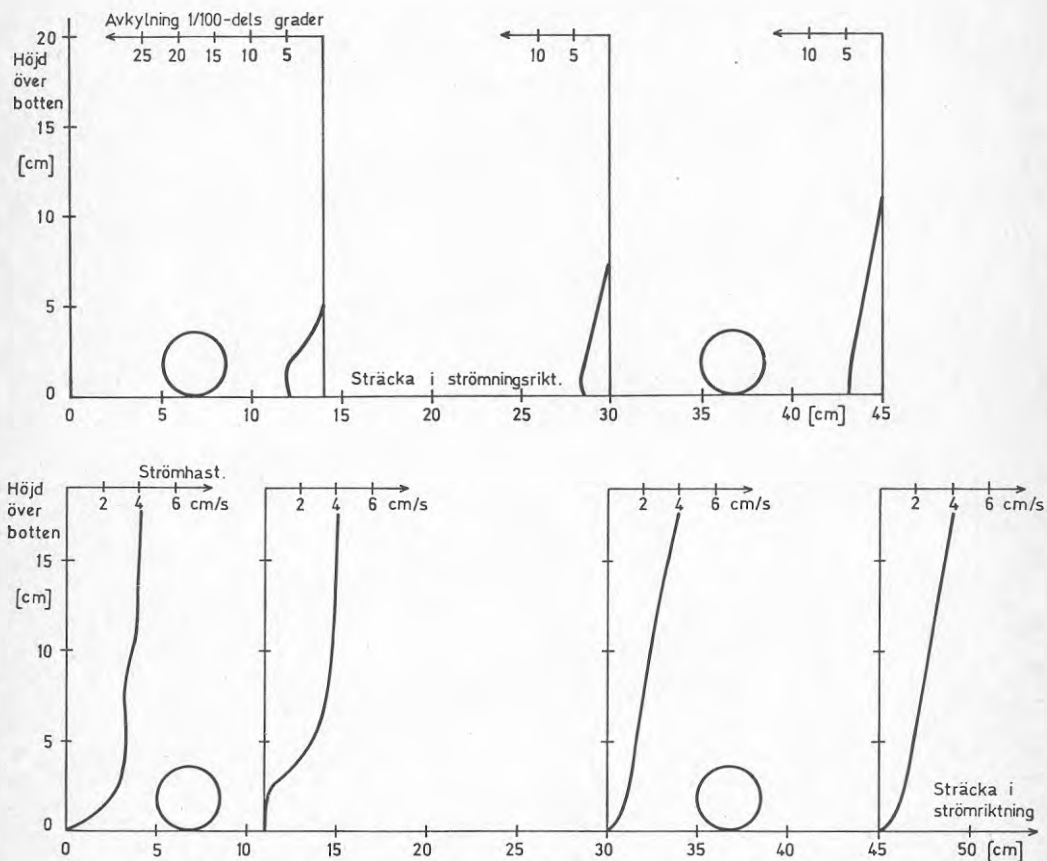 Avkylning 1/100-dels grader
20
25 20 15 10 5
10 5
10 5
Höjd
över
botten
15
[cm]
10
5
0
Sträcka i strömningsrikt.
0 5 10 15 20 25 30 35 40 [cm] 45
Strömhast.
Höjd
över
botten
2 4 6 cm/s
2 4 6 cm/s
2 4 6 cm/s
2 4 6 cm/s
15
[cm]
10
5
0
Sträcka i
strömriktning
0 5 10 15 20 25 30 35 40 45 50 [cm]